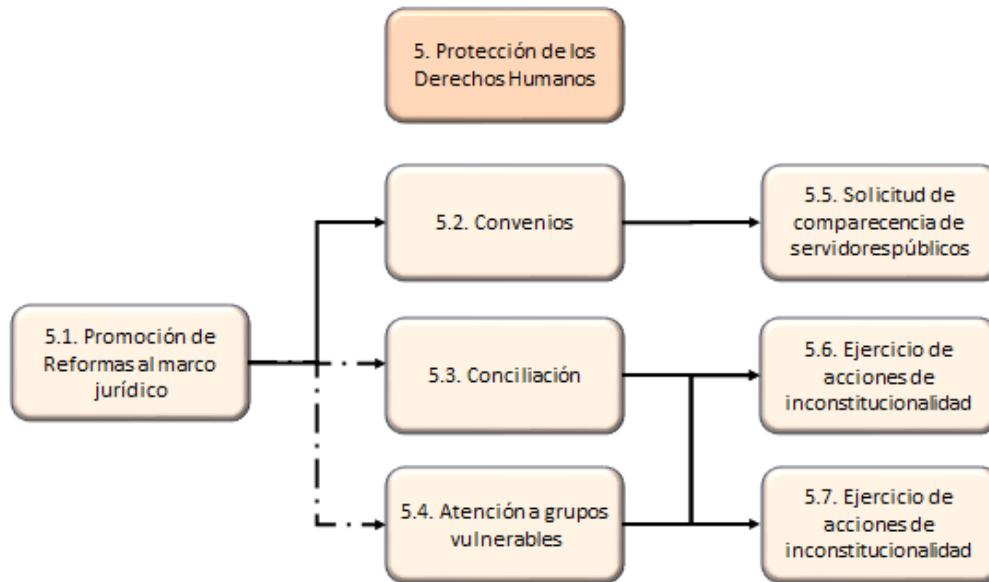 5. Protección de los
Derechos Humanos
5.1. Promoción de
Reformas al marco
jurídico
5.2. Convenios
5.3. Conciliación
5.4. Atención a grupos
vulnerables
5.5. Solicitud de
comparecencia de
servidorespúblicos
5.6. Ejercicio de
acciones de
inconstitucionalidad
5.7. Ejercicio de
acciones de
inconstitucionalidad